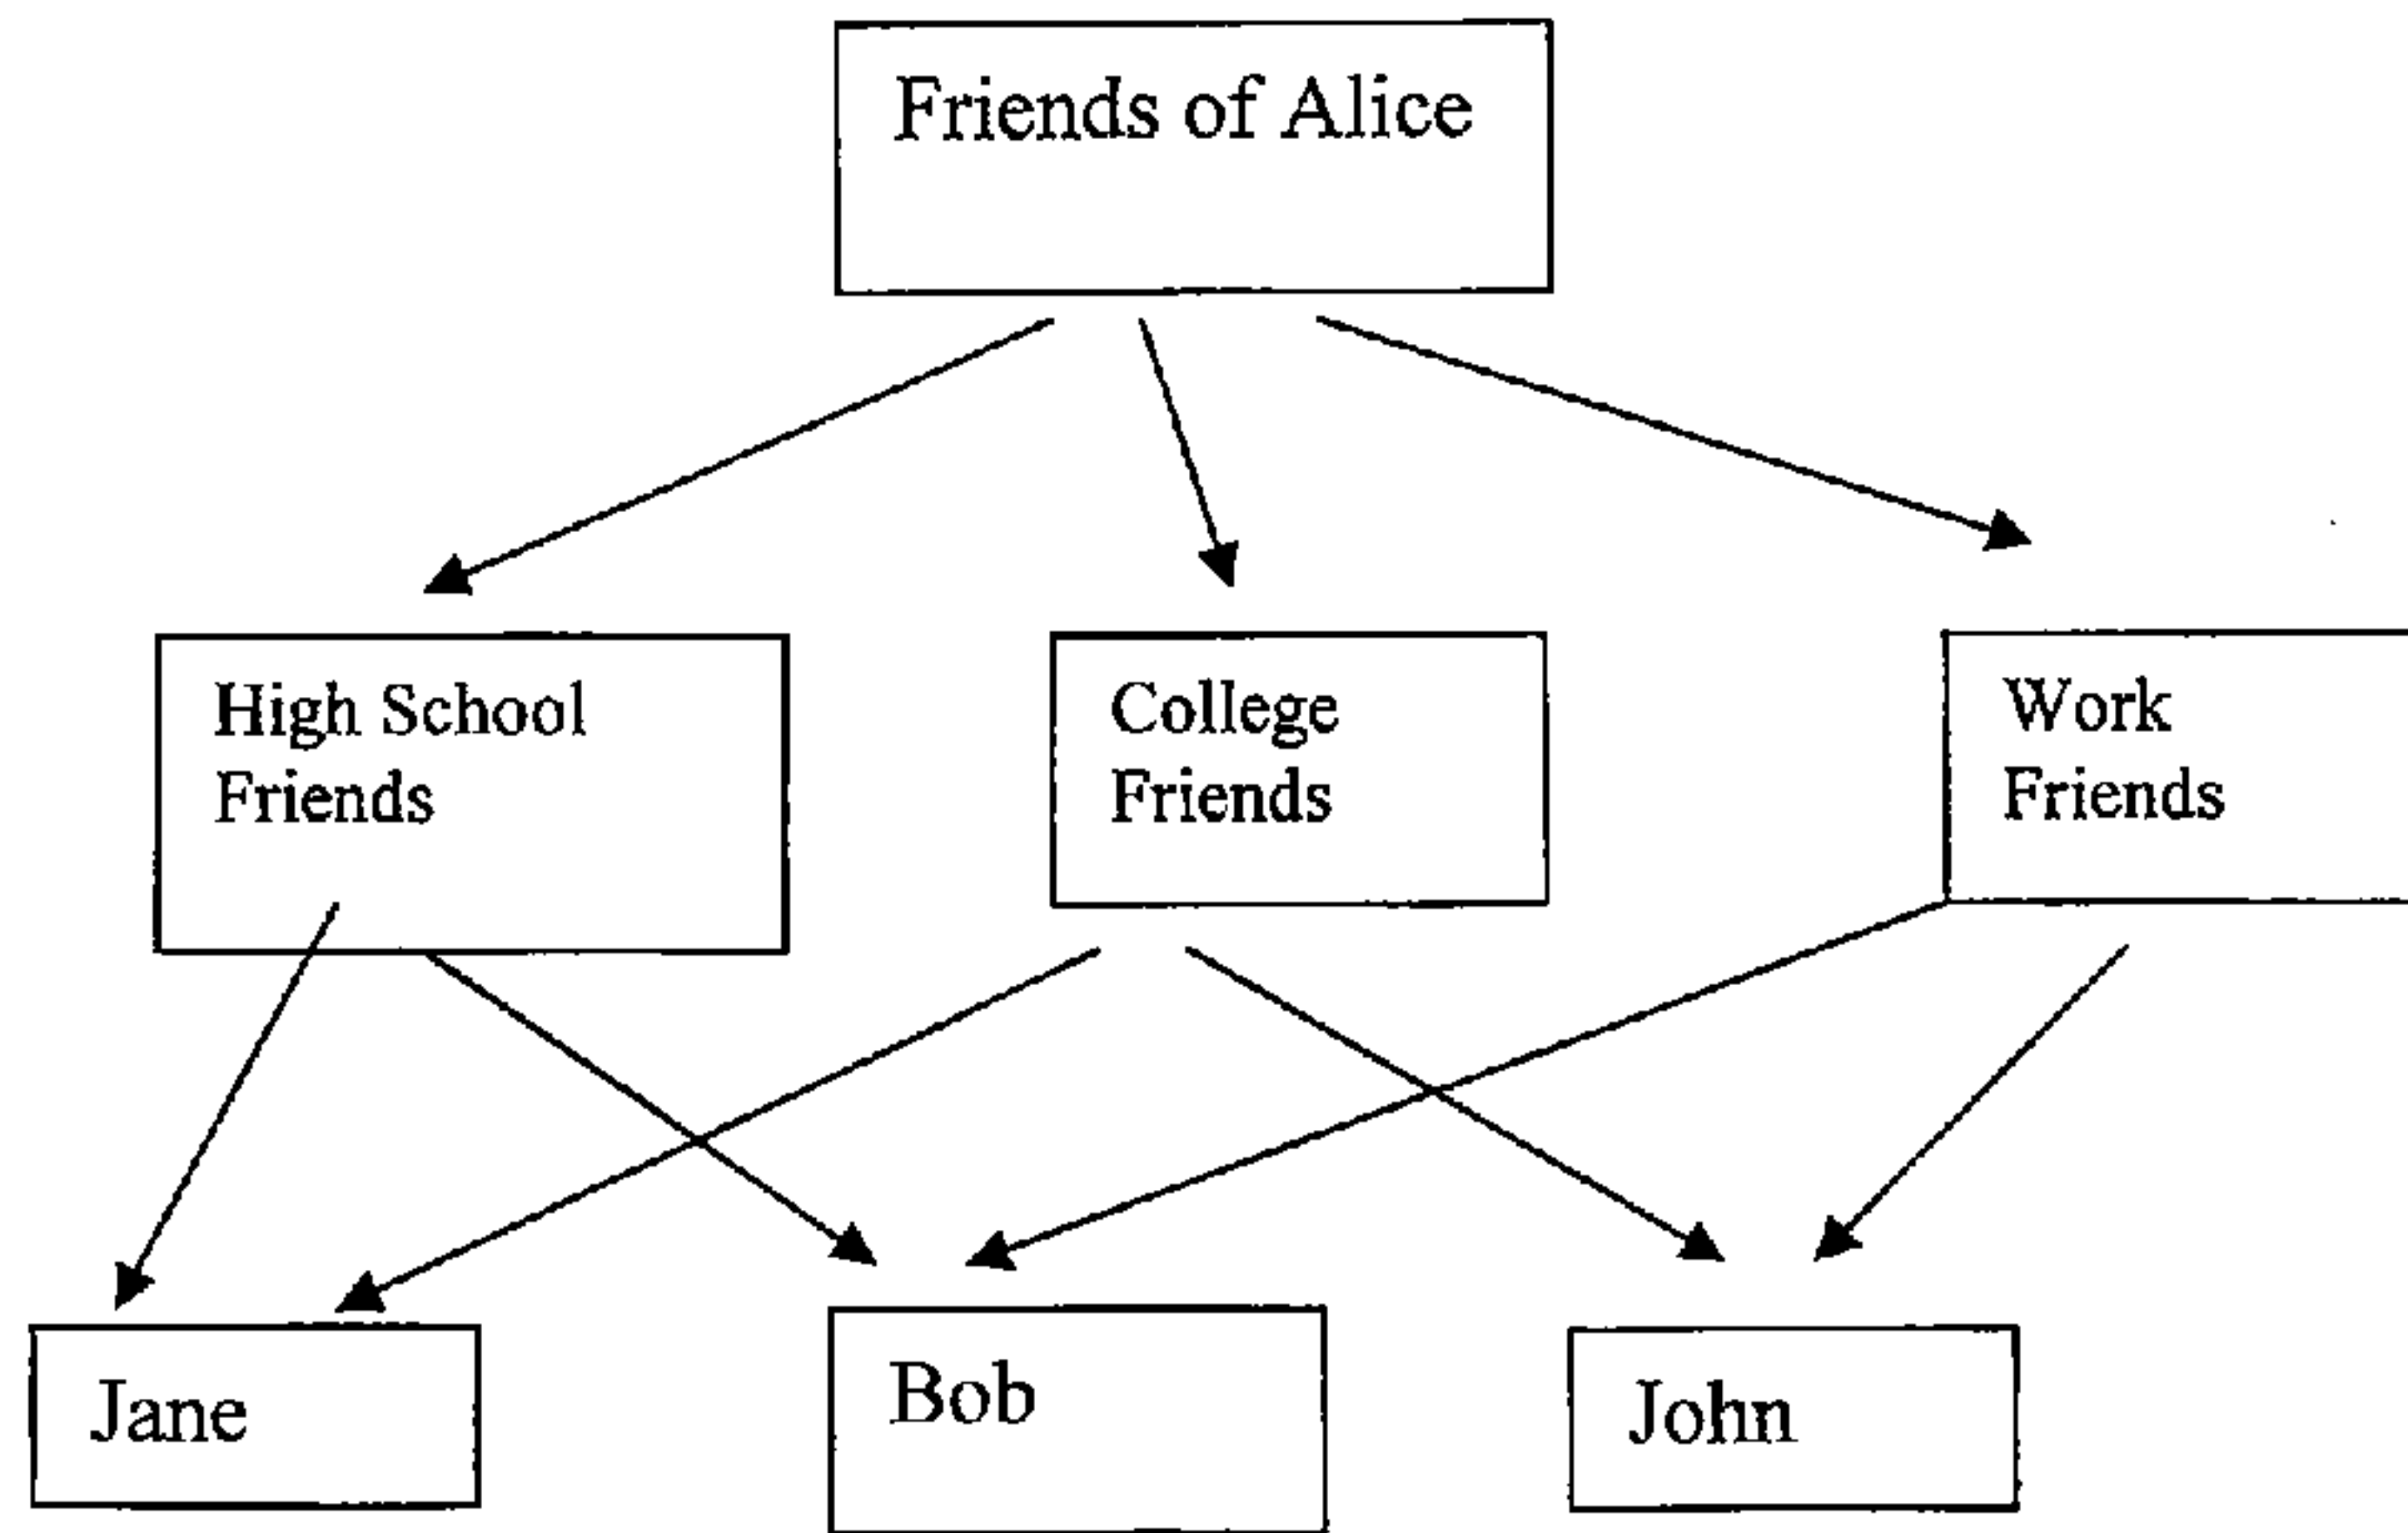 Friends of Alice
High School
Friends
College
Friends
Work
Friends
Jane
Bob
John